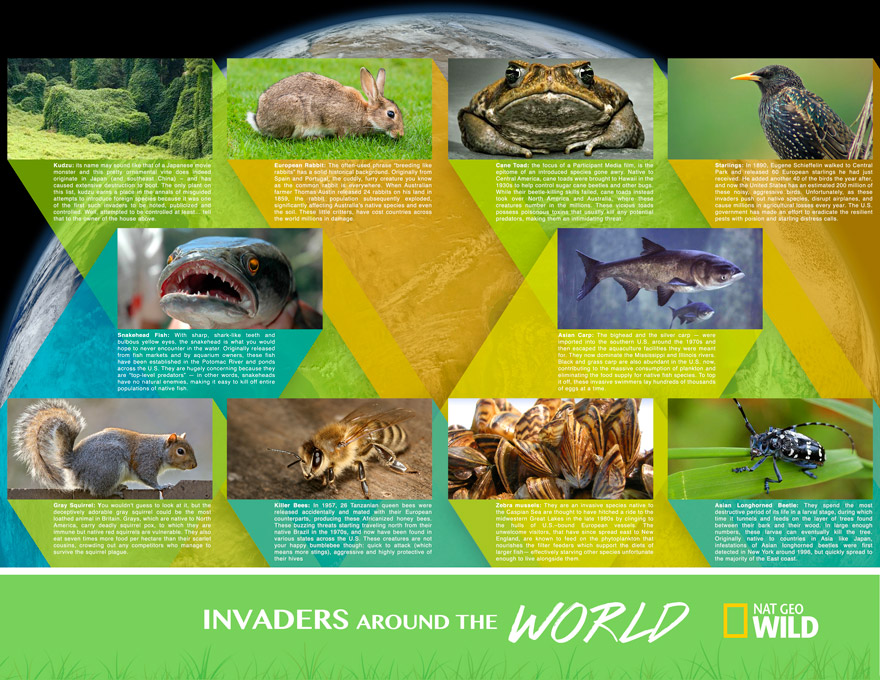 Kudzu: Its name may sound like that of a Japanese movie
monster and this pretty ornamental vine does indeed
originate in Japan (and southeast China) – and has
caused extensive destruction to boot. The only plant on
this list, kudzu earns a place in the annals of misguided
attempts to introduce foreign species because it was one
of the first such invaders to be noted, publicized and
controlled. Well, attempted to be controlled at least... tell
that to the owner of the house above.
European Rabbit: The often-used phrase "breeding like
rabbits" has a solid historical background. Originally from
Spain and Portugal, the cuddly, furry creature you know
as the common rabbit is everywhere. When Australian
farmer Thomas Austin released 24 rabbits on his land in
1859, the rabbit population subsequently exploded,
significantly affecting Australia's native species and even
the soil. These little critters, have cost countries across
the world millions in damage.
Cane Toad: the focus of a Participant Media film, is the
epitome of an introduced species gone awry. Native to
Central America, cane toads were brought to Hawaii in the
1930s to help control sugar cane beetles and other bugs.
While their beetle-killing skills failed, cane toads instead
took over North America and Australia, where these
creatures number in the millions. These voided toads
possess poisonous toxins that usually kill any potential
predators, making them an intimidating threat.
Starlings: In 1890, Eugene Schieffelin walked to Central
Park and released 60 European starlings he had just
received. He added another 40 of the birds the year after,
and now the United States has an estimated 200 million of
these noisy, aggressive birds. Unfortunately, as these
invaders push out native species, disrupt airplanes, and
cause millions in agricultural losses every year. The U.S.
government has made an effort to eradicate the resilient
pests with poison and starling distress cells.
Snakehead Fish: With sharp, shark-like teeth and
bulbous yellow eyes, the snakehead is what you would
hope to never encounter in the water. Originally released
from fish markets and by aquarium owners, these fish
have been established in the Potomac River and ponds
across the U.S. They are hugely concerning because they
are "top-level predators" — in other words, snakeheads
have no natural enemies, making it easy to kill off entire
populations of native fish.
Asian Carp: The bighead and the silver carp — were
imported into the southern U.S. around the 1970s and
then escaped the aquaculture facilities they were meant
for. They now dominate the Mississippi and Illinois rivers.
Black and grass carp are also abundant in the U.S. now,
contributing to the massive consumption of plankton and
eliminating the food supply for native fish species. To top
it off, these invasive swimmers lay hundreds of thousands
of eggs at a time.
Gray Squirrel: You wouldn't guess to look at it, but the
deceptively adorable gray squirrel could be the most
loathed animal in Britain. Grays, which are native to North
America, carry deadly squirrel pox, to which they are
immune but native red squirrels are vulnerable. They also
eat seven times more food per hectare than their scarlet
cousins, crowding out any competitors who manage to
survive the squirrel plague.
Killer Bees: In 1957, 26 Tanzanian queen bees were
released accidentally and mated with their European
counterparts, producing these Africanized honey bees.
These buzzing threats starting traveling north from their
native Britain in the 1970s, and now have been found in
various states across the U.S. These creatures are not
your happy bumblebee though: quick to attack (which
means more stings), aggressive and highly protective of
their hives
Zebra mussels: They are an invasive species native to
the Caspian Sea are thought to have hitched a ride to the
midwestern Great Lakes in the late 1980s by clinging to
the hulls of U.S.-bound European vessels. The
unwelcome visitors, that have since spread east to New
England, are known to feed on the phytoplankton that
nourishes the filter feeders which support the diets of
larger fish— effectively starving other species unfortunate
enough to live alongside them
Asian Longhorned Beetle: They spend the most
destructive period of its life in a larval stage, during which
time it tunnels and feeds on the layer of trees found
between their bark and their wood. In large enough
numbers, these larvae can eventually kill the tree.
Originally native to countries in Asia like Japan,
infestations of Asian longhorned beetles were first
detected in New York around 1996, but quickly spread to
the majority of the East coast.
INVADERS AROUND THE WORLD
NAT GEO
WILD